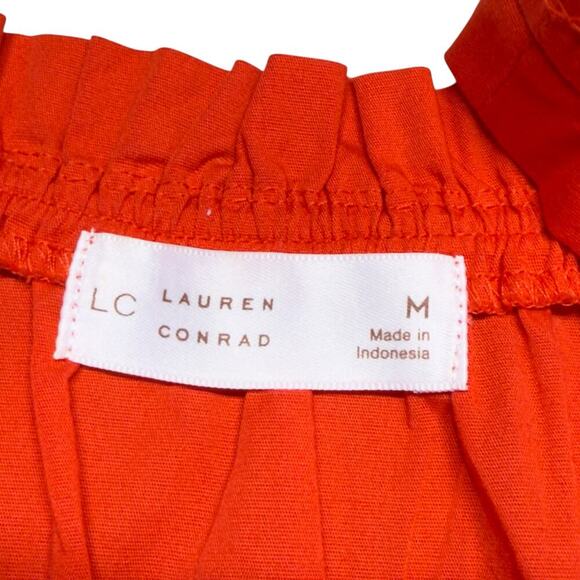 LC LAUREN
CONRAD
M
Made in
Indonesia